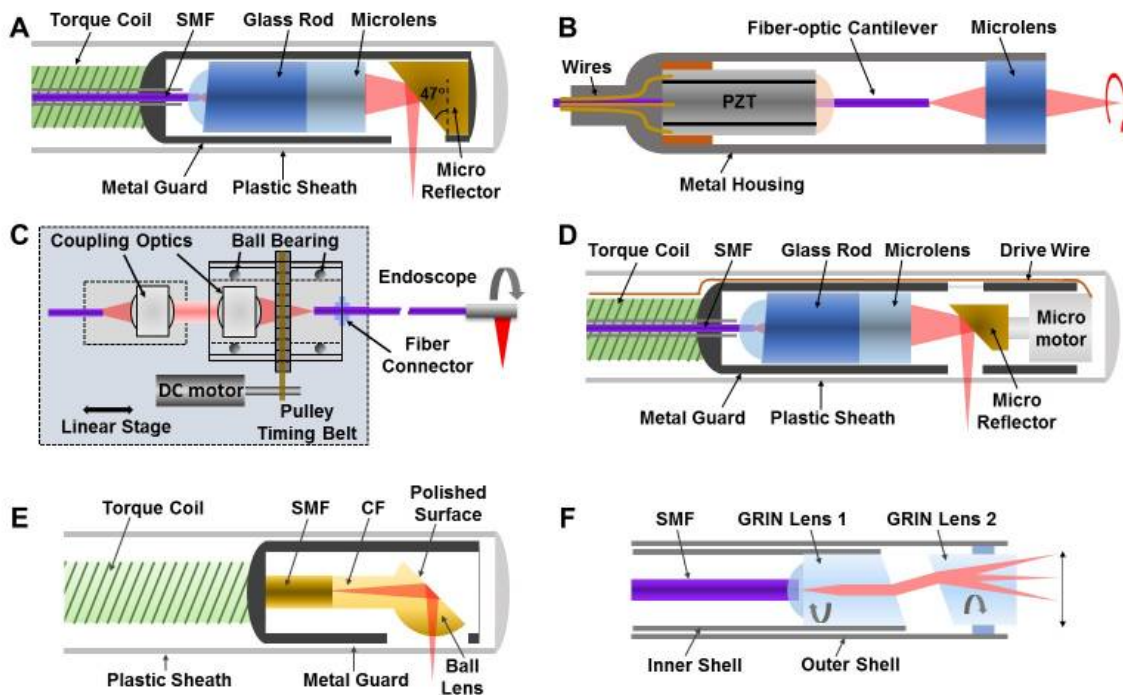 A
Torque Coil
SMF
Glass Rod
Microlens
47°
Metal Guard
Plastic Sheath
Micro
Reflector
B
Fiber-optic Cantilever
Microlens
Wires
PZT
Metal Housing
C
Coupling Optics
Ball Bearing
Endoscope
Fiber
Connector
DC motor
Linear Stage
Pulley
Timing Belt
D
Torque Coil
SMF
Glass Rod
Microlens
Drive Wire
Micro
motor
Metal Guard
Plastic Sheath
Micro
Reflector
E
Torque Coil
SMF
CF
Polished
Surface
Plastic Sheath
Metal Guard
Ball
Lens
F
SMF
GRIN Lens 1
GRIN Lens 2
Inner Shell
Outer Shell